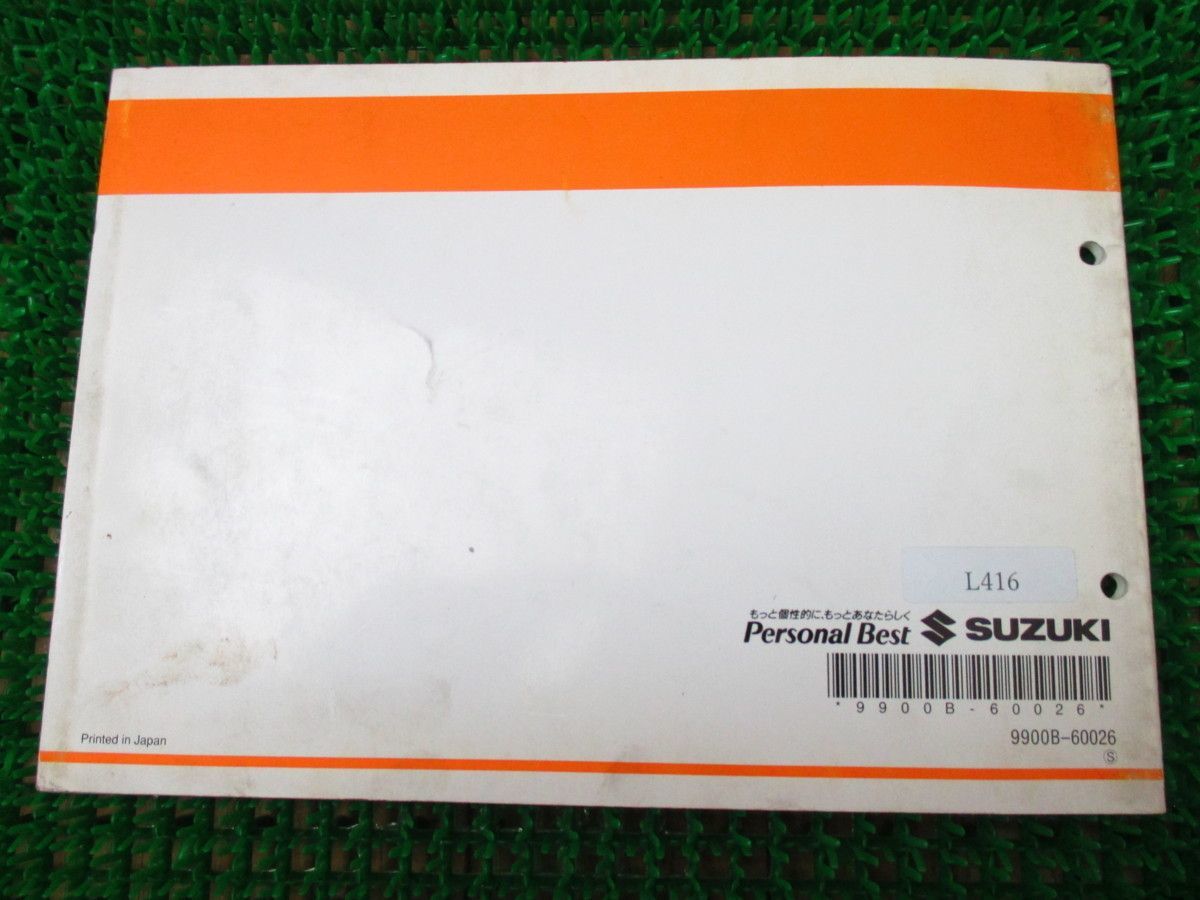 L416
もっと個性的に、もっとあなたらしく
Personal Best SUZUKI
*9900B-60026*
Printed in Japan
9900B-60026
Ⓢ